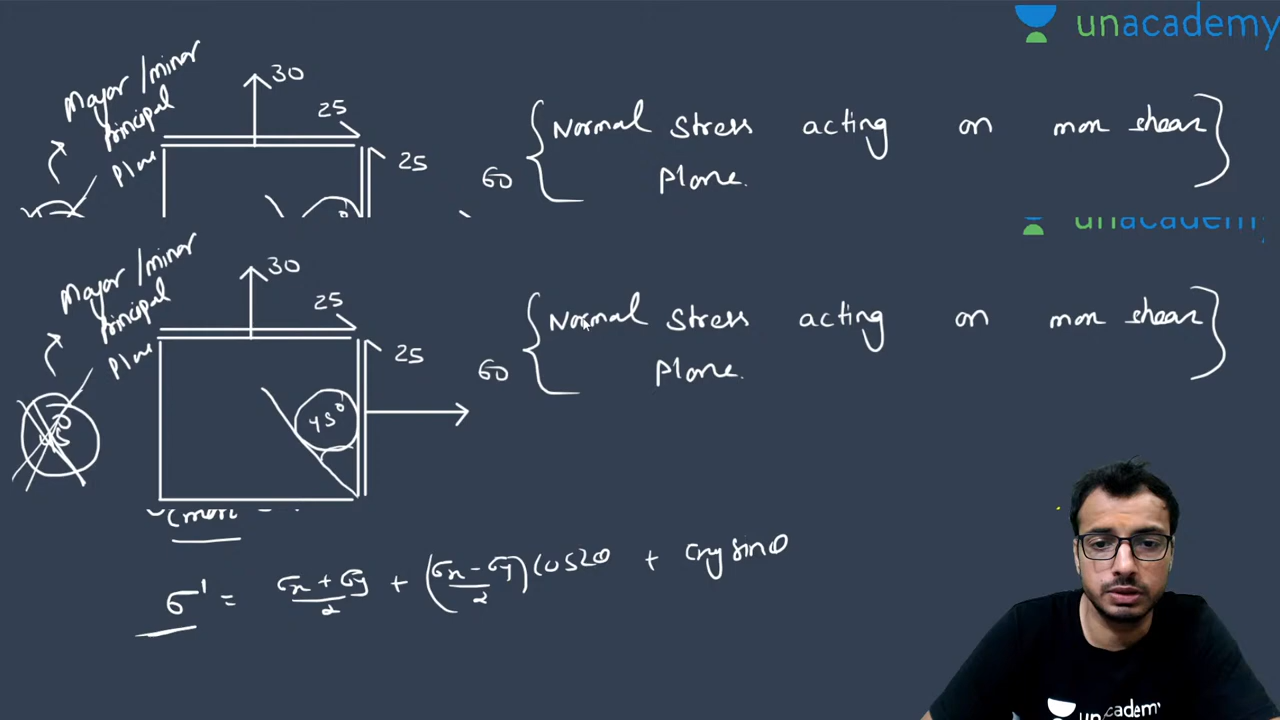 unacademy
Major/minor
Principal
Plane
30
25
25
60
Normal Stress acting on max shear
Plane.
unacademy
Major/minor
Principal
Plane
30
25
25
60
Normal Stress acting on max shear
Plane.
45°
σ' = σx + σy / 2 + (σx - σy / 2) cos2θ + τxy sinθ
unacademy